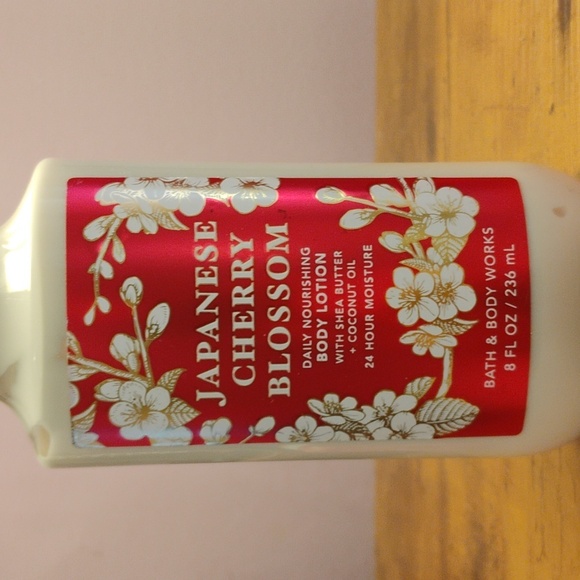 JAPANESE
CHERRY
BLOSSOM
DAILY NOURISHING
BODY LOTION
WITH SHEA BUTTER
+ COCONUT OIL
24 HOUR MOISTURE
BATH & BODY WORKS
8 FL OZ / 236 mL